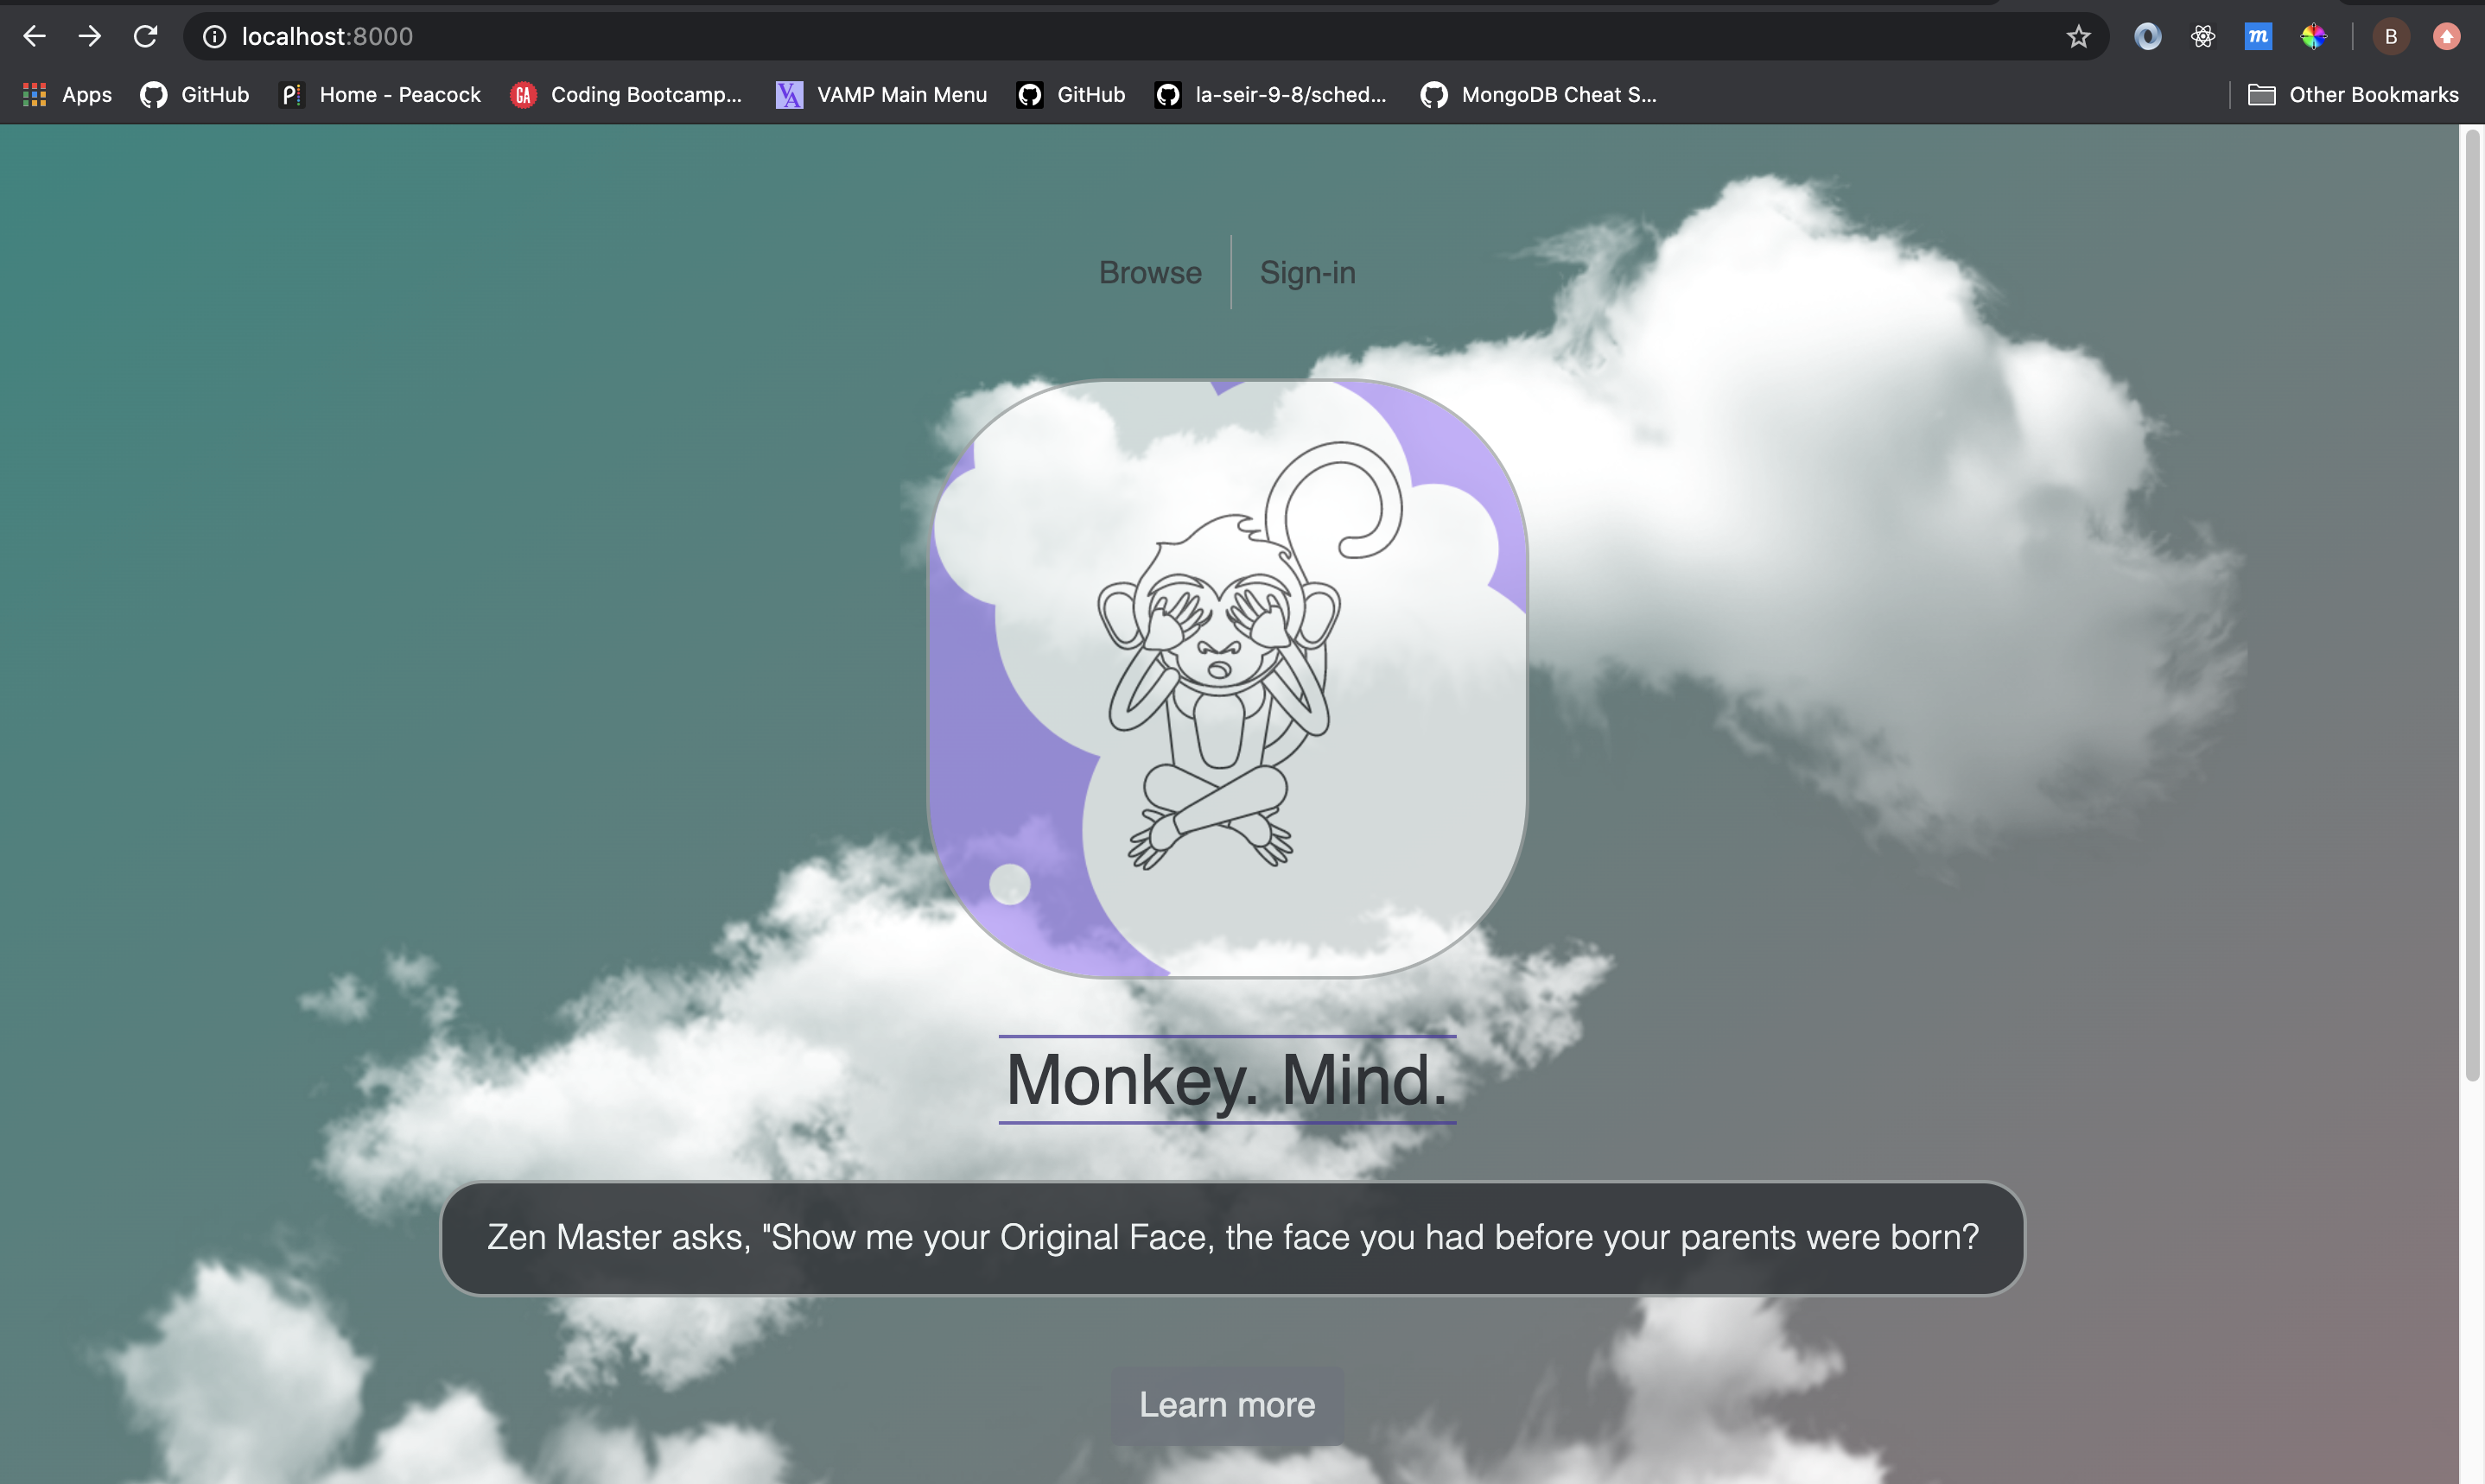 localhost:8000
B
Apps GitHub Home - Peacock Coding Bootcamp... VAMP Main Menu GitHub la-seir-9-8/sched... MongoDB Cheat S... Other Bookmarks
Browse Sign-in
Monkey. Mind.
Zen Master asks, "Show me your Original Face, the face you had before your parents were born?
Learn more